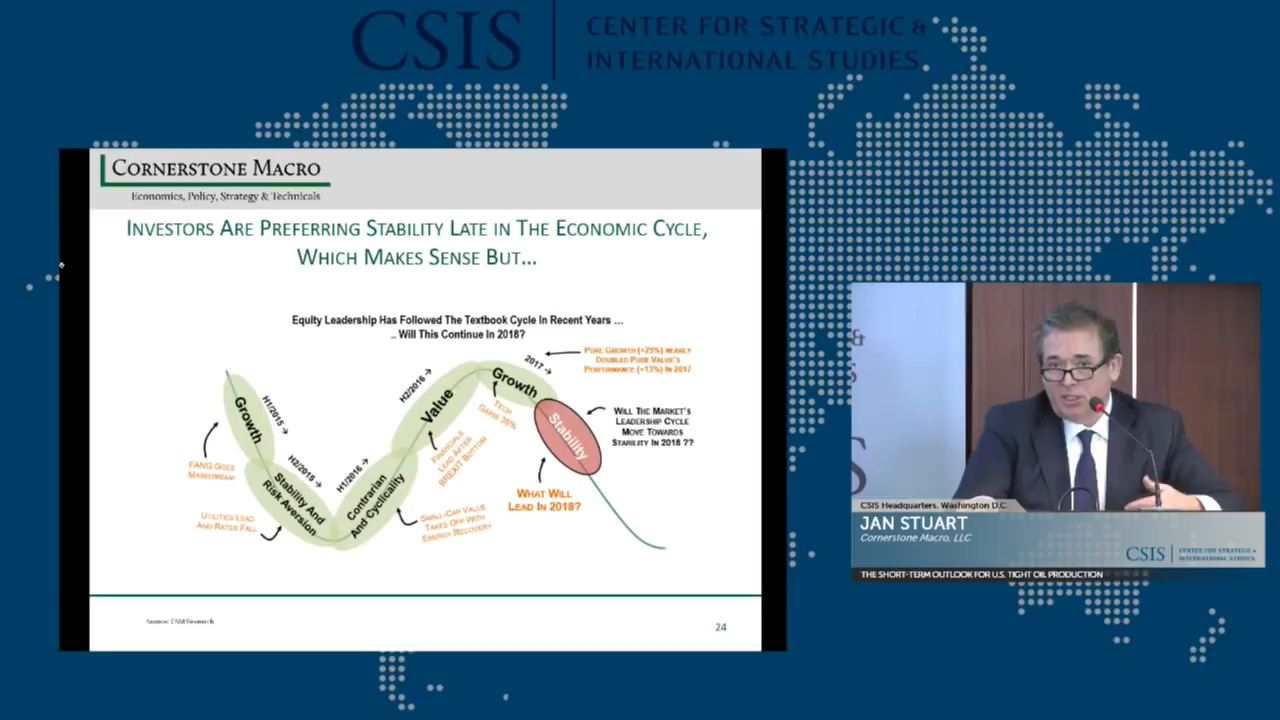 CSIS
CENTER FOR STRATEGIC &
INTERNATIONAL STUDIES
CORNERSTONE MACRO
Economics, Policy, Strategy & Technicals
INVESTORS ARE PREFERRING STABILITY LATE IN THE ECONOMIC CYCLE,
WHICH MAKES SENSE BUT...
Equity Leadership Has Followed The Textbook Cycle In Recent Years ...
.. Will This Continue In 2018?
PURE GROWTH (+25%) NEARLY
DOUBLED PURE VALUE'S
PERFORMANCE (+13%) IN 2017
2017 →
Growth
H2/2016 →
Value
TECH
GAINS 36%
Growth
H1/2015 →
Stability
WILL THE MARKET'S
LEADERSHIP CYCLE
MOVE TOWARDS
STABILITY IN 2018 ??
FANG GOES
MAINSTREAM
H2/2015 →
Stability And
Risk Aversion
H1/2016 →
Contrarian
And Cyclicality
FINANCIALS
LEAD AFTER
BREXIT BOTTOM
WHAT WILL
LEAD IN 2018?
UTILITIES LEAD
AND RATES FALL
SMALL-CAP VALUE
TAKES OFF WITH
ENERGY RECOVERY
Source: CSM Research
24
&
S
S
CSIS Headquarters, Washington D.C.
JAN STUART
Cornerstone Macro, LLC
CSIS
CENTER FOR STRATEGIC &
INTERNATIONAL STUDIES
THE SHORT-TERM OUTLOOK FOR U.S. TIGHT OIL PRODUCTION